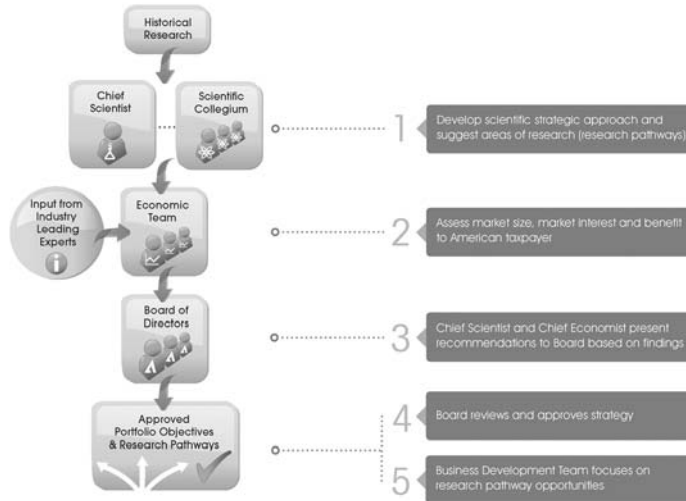 Historical
Research
Chief
Scientist
Scientific
Collegium
1
Develop scientific strategic approach and
suggest areas of research (research pathways)
Input from
Industry
Leading
Experts
i
Economic
Team
2
Assess market size, market interest and benefit
to American taxpayer
Board of
Directors
3
Chief Scientist and Chief Economist present
recommendations to Board based on findings
Approved
Portfolio Objectives
& Research Pathways
4
Board reviews and approves strategy
5
Business Development Team focuses on
research pathway opportunities